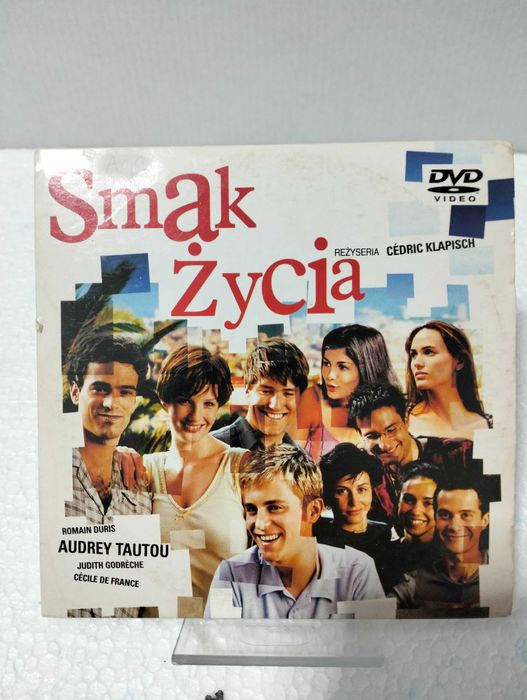 Smak
Życia
DVD
VIDEO
REŻYSERIA CÉDRIC KLAPISCH
ROMAIN DURIS
AUDREY TAUTOU
JUDITH GODRÈCHE
CÉCILE DE FRANCE